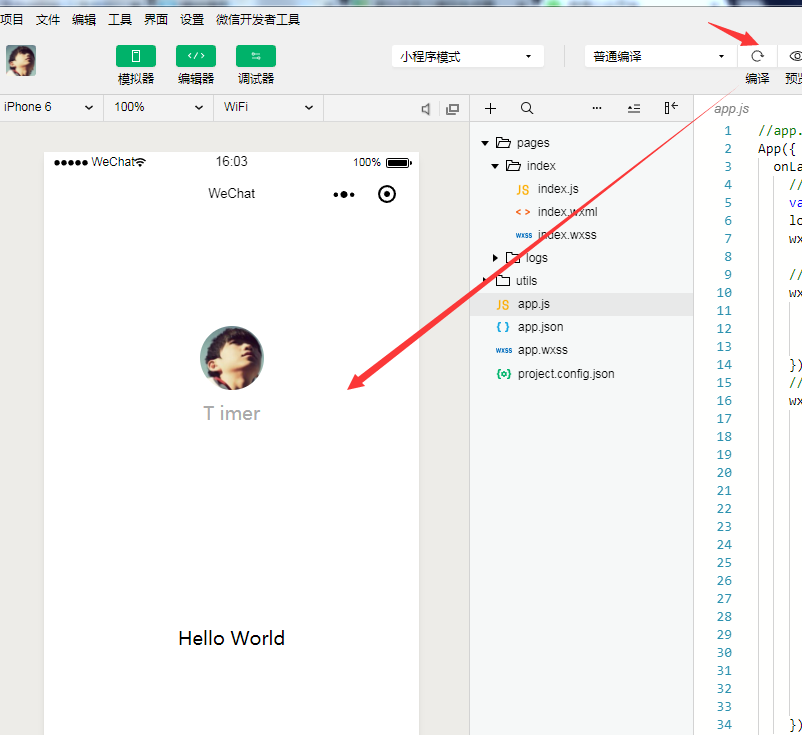 项目 文件 编辑 工具 界面 设置 微信开发者工具
小程序模式 普通编译
模拟器 编辑器 调试器 编译 预览
iPhone 6 100% WiFi
app.js
WeChat 16:03 100%
WeChat
T imer
Hello World
pages
index
JS index.js
< > index.wxml
wxss index.wxss
logs
utils
JS app.js
{ } app.json
wxss app.wxss
{o} project.config.json
1 //app.
2 App({
3 onLa
4 //
5 va
6 lo
7 wx
8
9 //
10 wx
11
12
13
14 })
15 //
16 wx
17
18
19
20
21
22
23
24
25
26
27
28
29
30
31
32
33
34 })